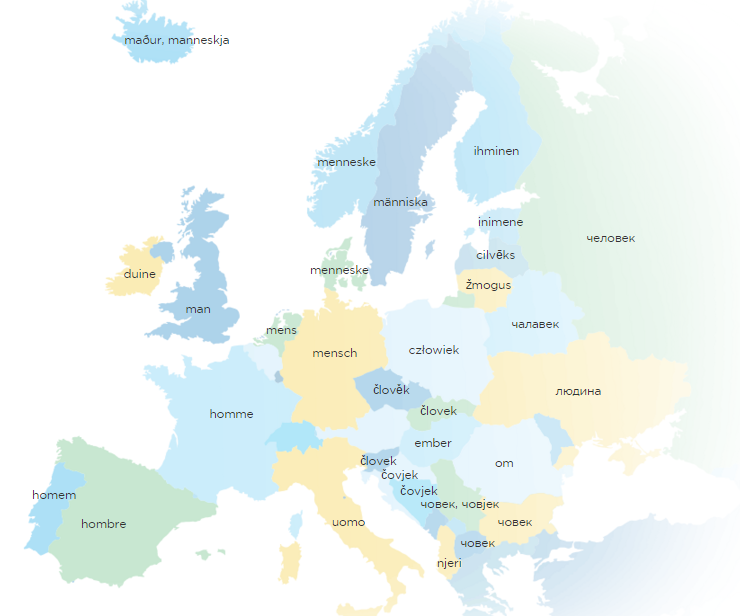 maður, manneskja
ihminen
menneske
människa
inimene
человек
cilvēks
menneske
duine
žmogus
man
чалавек
mens
człowiek
mensch
člověk
людина
homme
človek
ember
človek
om
čovjek
čovjek
homem
човек, човјек
hombre
uomo
човек
човек
njeri